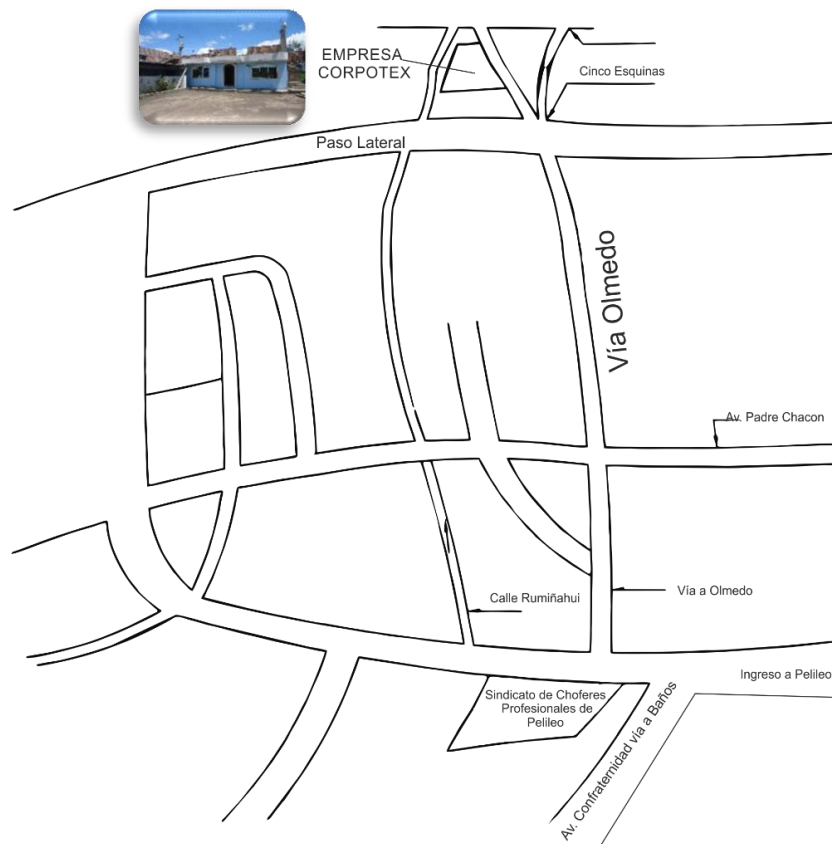 EMPRESA
CORPOTEX
Cinco Esquinas
Paso Lateral
Vía Olmedo
Av. Padre Chacon
Calle Rumiñahui
Vía a Olmedo
Ingreso a Pelileo
Sindicato de Choferes
Profesionales de
Pelileo
Av. Confraternidad vía a Baños